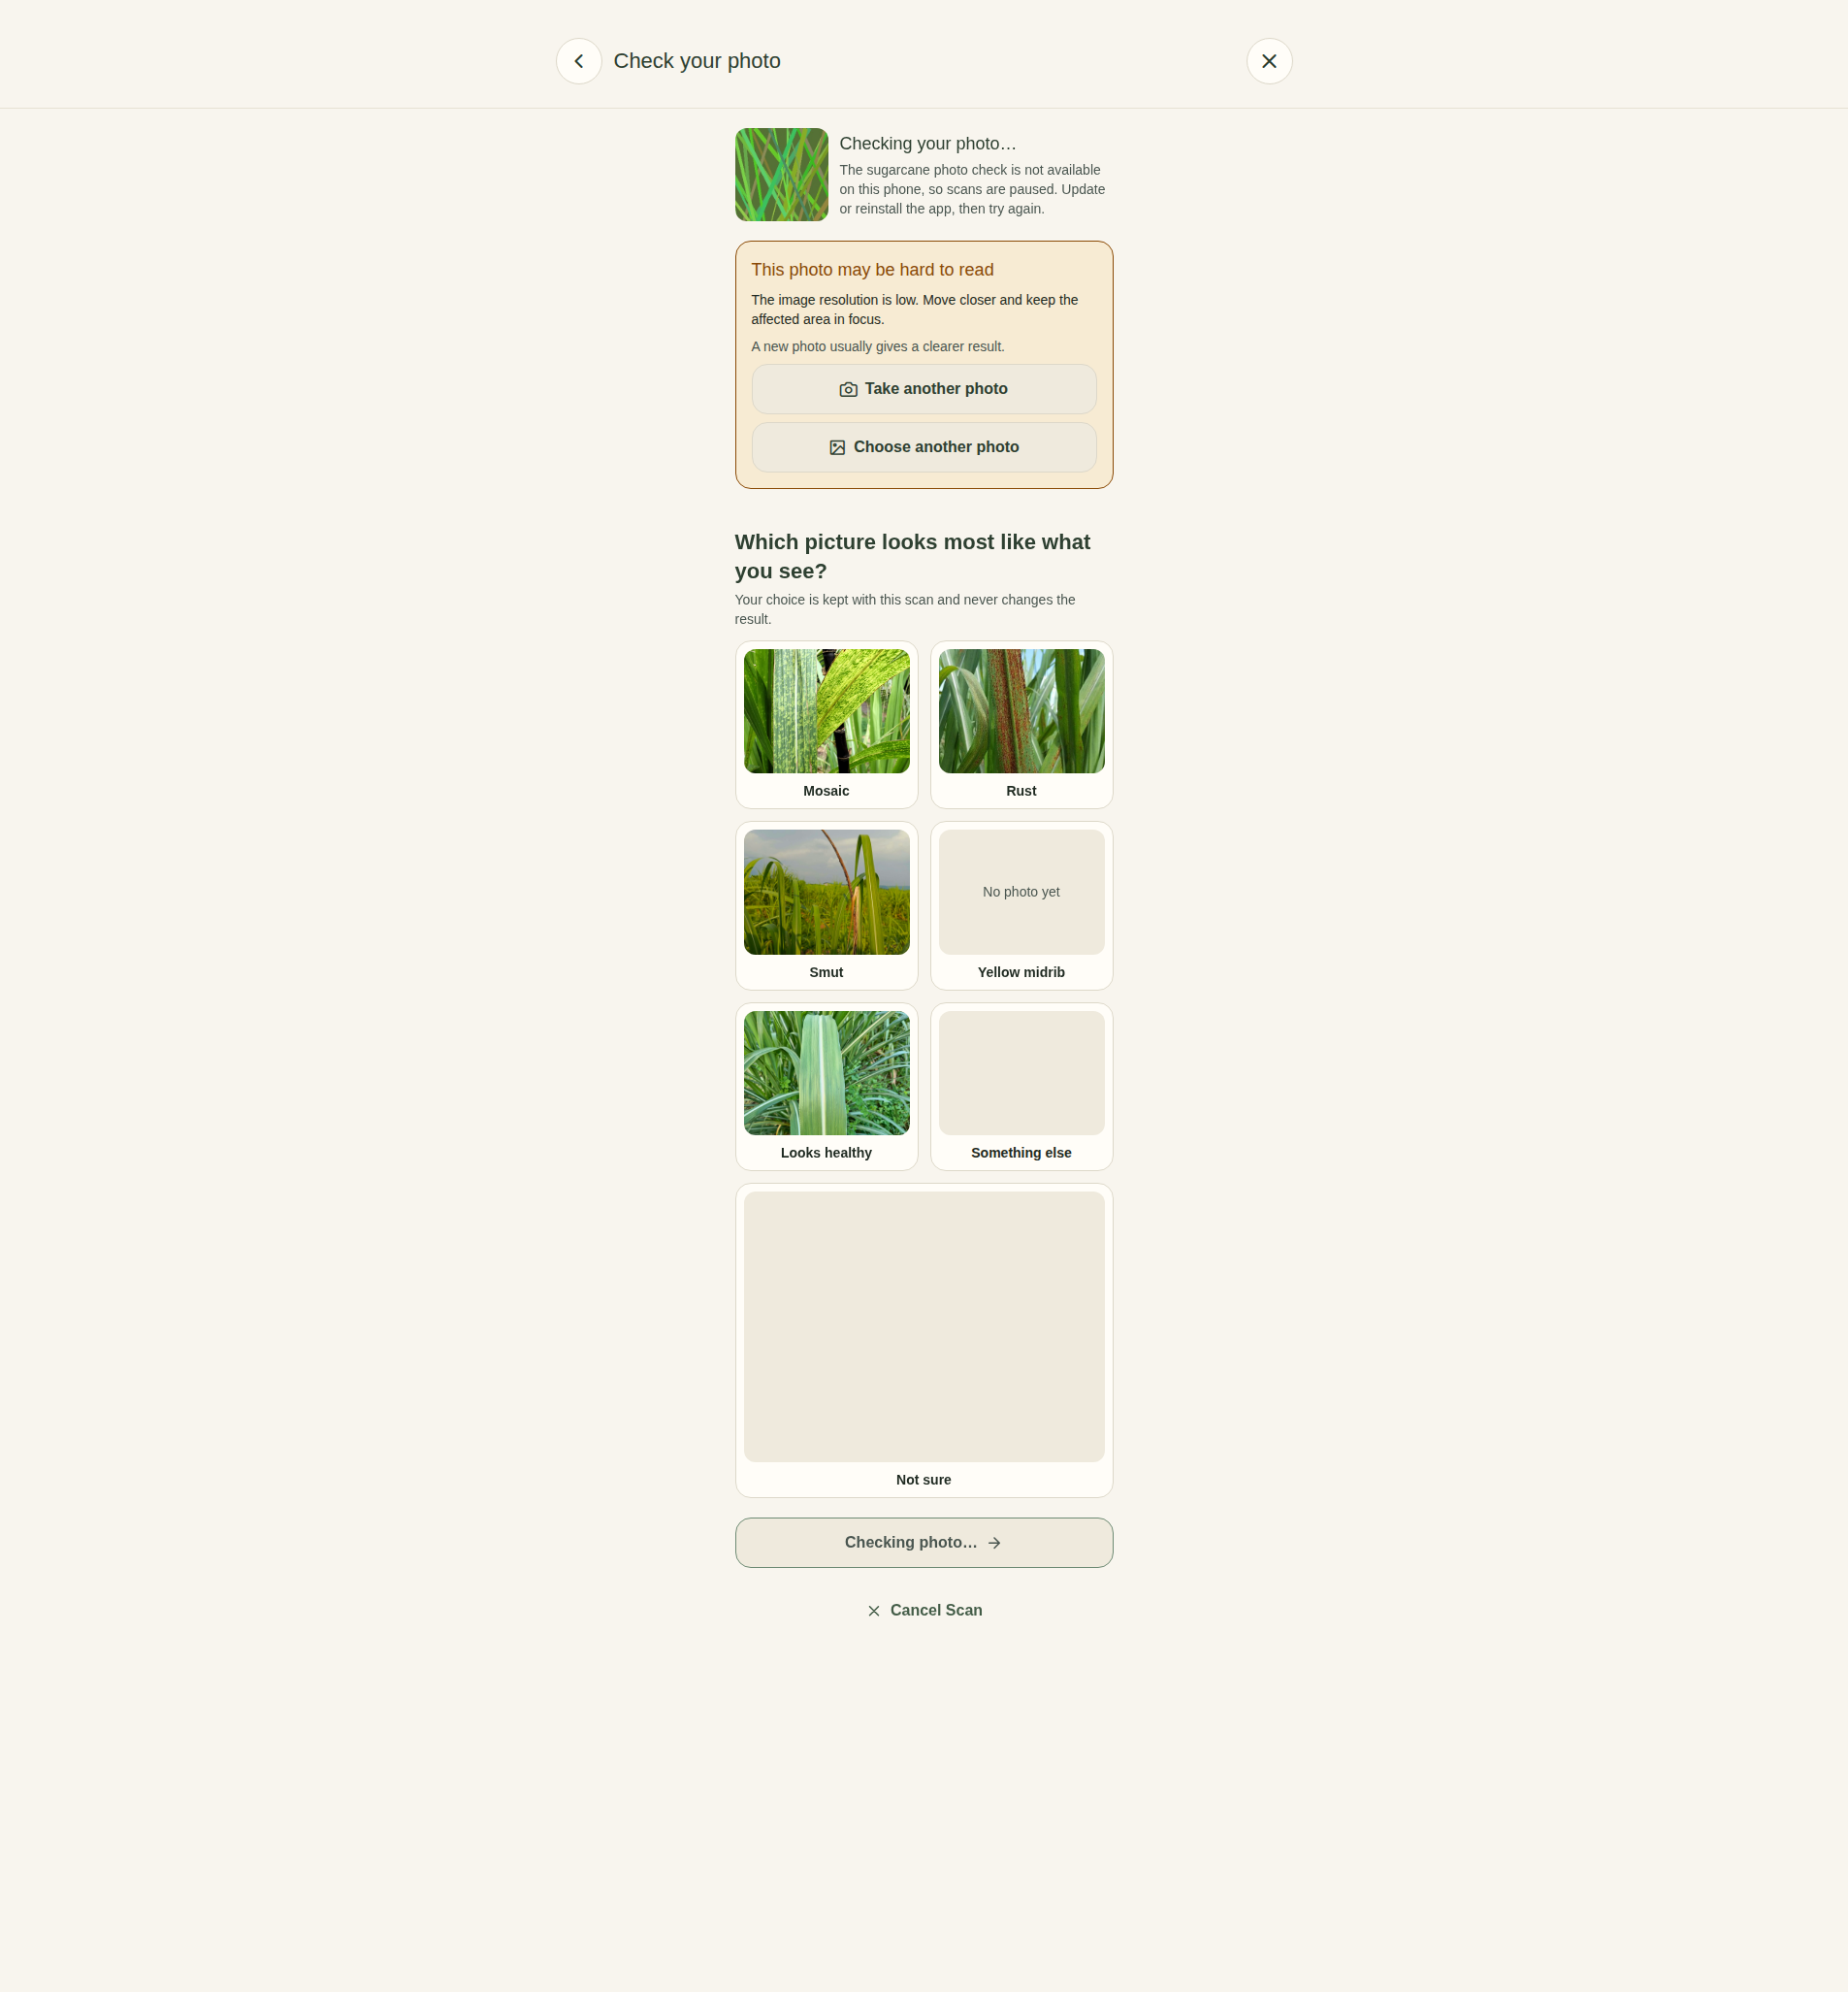 Check your photo
Checking your photo…
The sugarcane photo check is not available
on this phone, so scans are paused. Update
or reinstall the app, then try again.
This photo may be hard to read
The image resolution is low. Move closer and keep the
affected area in focus.
A new photo usually gives a clearer result.
Take another photo
Choose another photo
Which picture looks most like what
you see?
Your choice is kept with this scan and never changes the
result.
Mosaic
Rust
No photo yet
Smut
Yellow midrib
Looks healthy
Something else
Not sure
Checking photo…
Cancel Scan